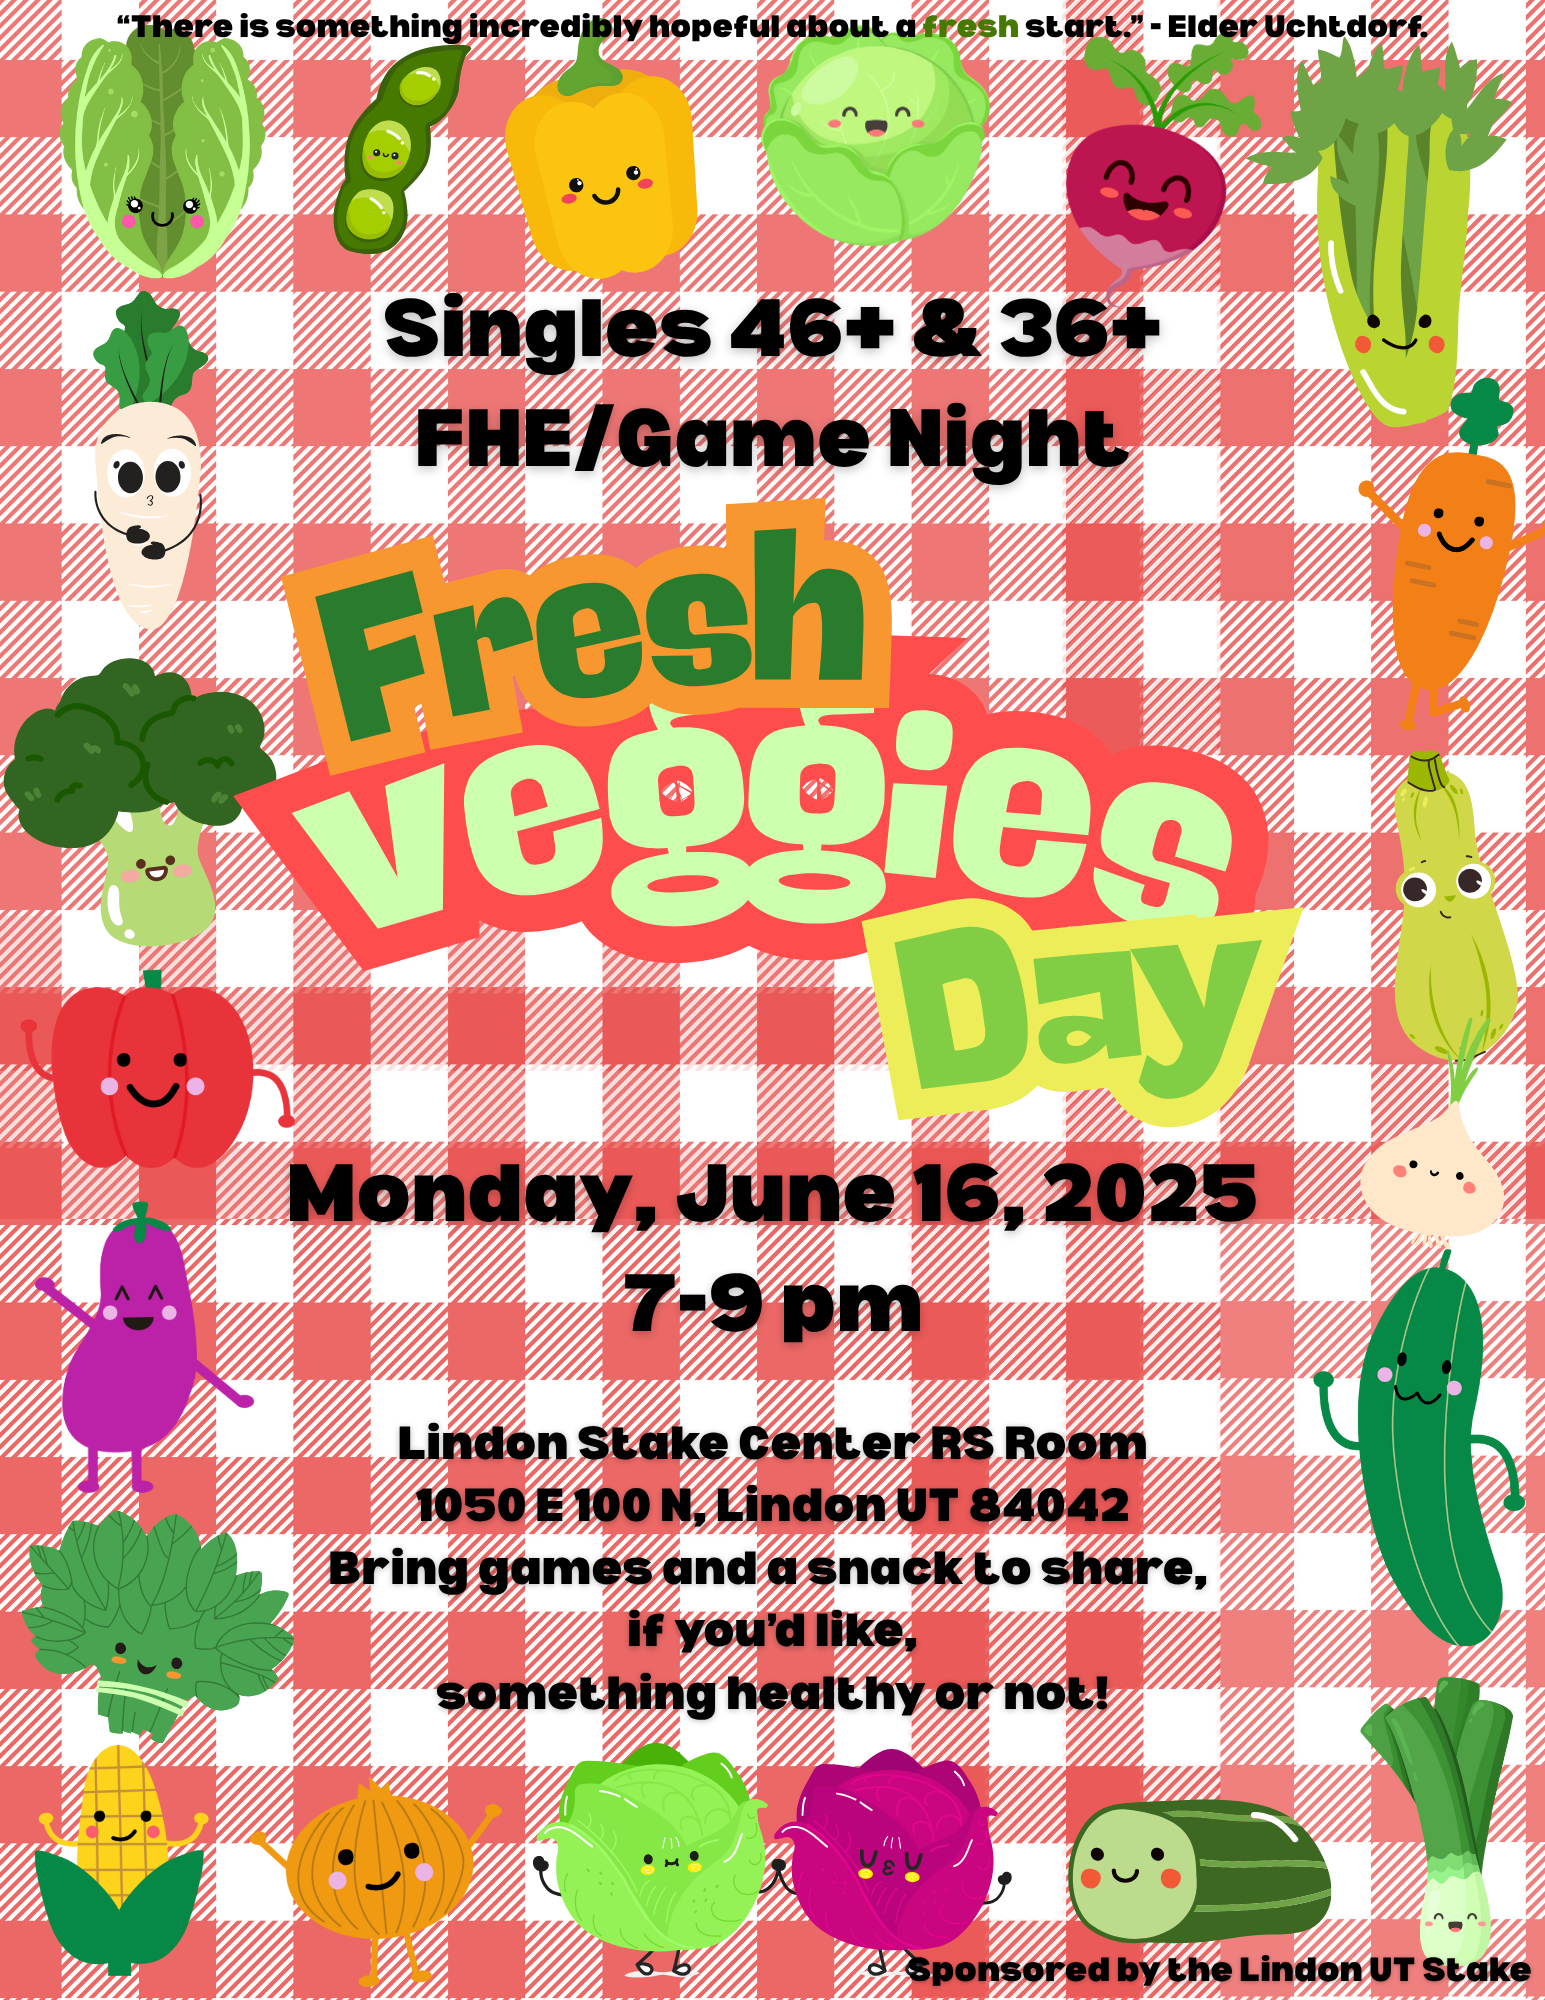 “There is something incredibly hopeful about a fresh start.” - Elder Uchtdorf.
Singles 46+ & 36+
FHE/Game Night
Fresh
veggies
Day
Monday, June 16, 2025
7-9 pm
Lindon Stake Center RS Room
1050 E 100 N, Lindon UT 84042
Bring games and a snack to share,
if you’d like,
something healthy or not!
Sponsored by the Lindon UT Stake